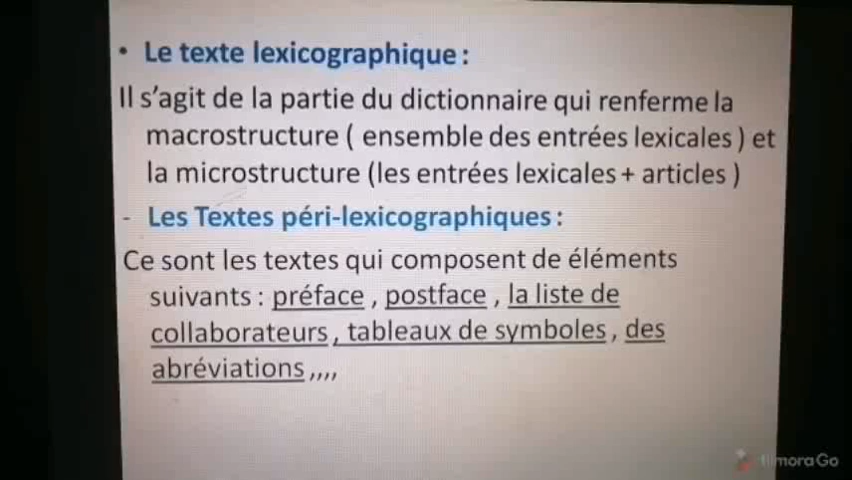 • Le texte lexicographique :
Il s'agit de la partie du dictionnaire qui renferme la
macrostructure ( ensemble des entrées lexicales ) et
la microstructure (les entrées lexicales + articles )
- Les Textes péri-lexicographiques :
Ce sont les textes qui composent de éléments
suivants : préface , postface , la liste de
collaborateurs , tableaux de symboles , des
abréviations ,,,,
filmoraGo